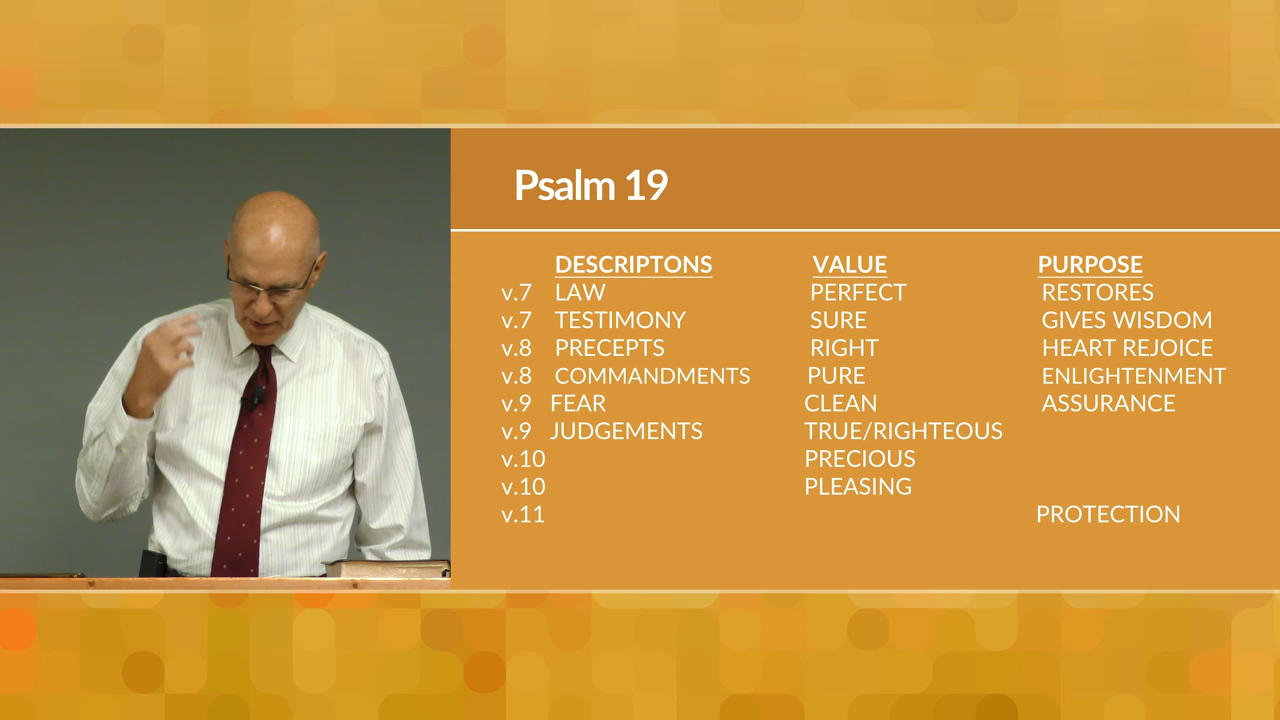 Psalm 19
DESCRIPTONS VALUE PURPOSE
v.7 LAW PERFECT RESTORES
v.7 TESTIMONY SURE GIVES WISDOM
v.8 PRECEPTS RIGHT HEART REJOICE
v.8 COMMANDMENTS PURE ENLIGHTENMENT
v.9 FEAR CLEAN ASSURANCE
v.9 JUDGEMENTS TRUE/RIGHTEOUS
v.10 PRECIOUS
v.10 PLEASING
v.11 PROTECTION